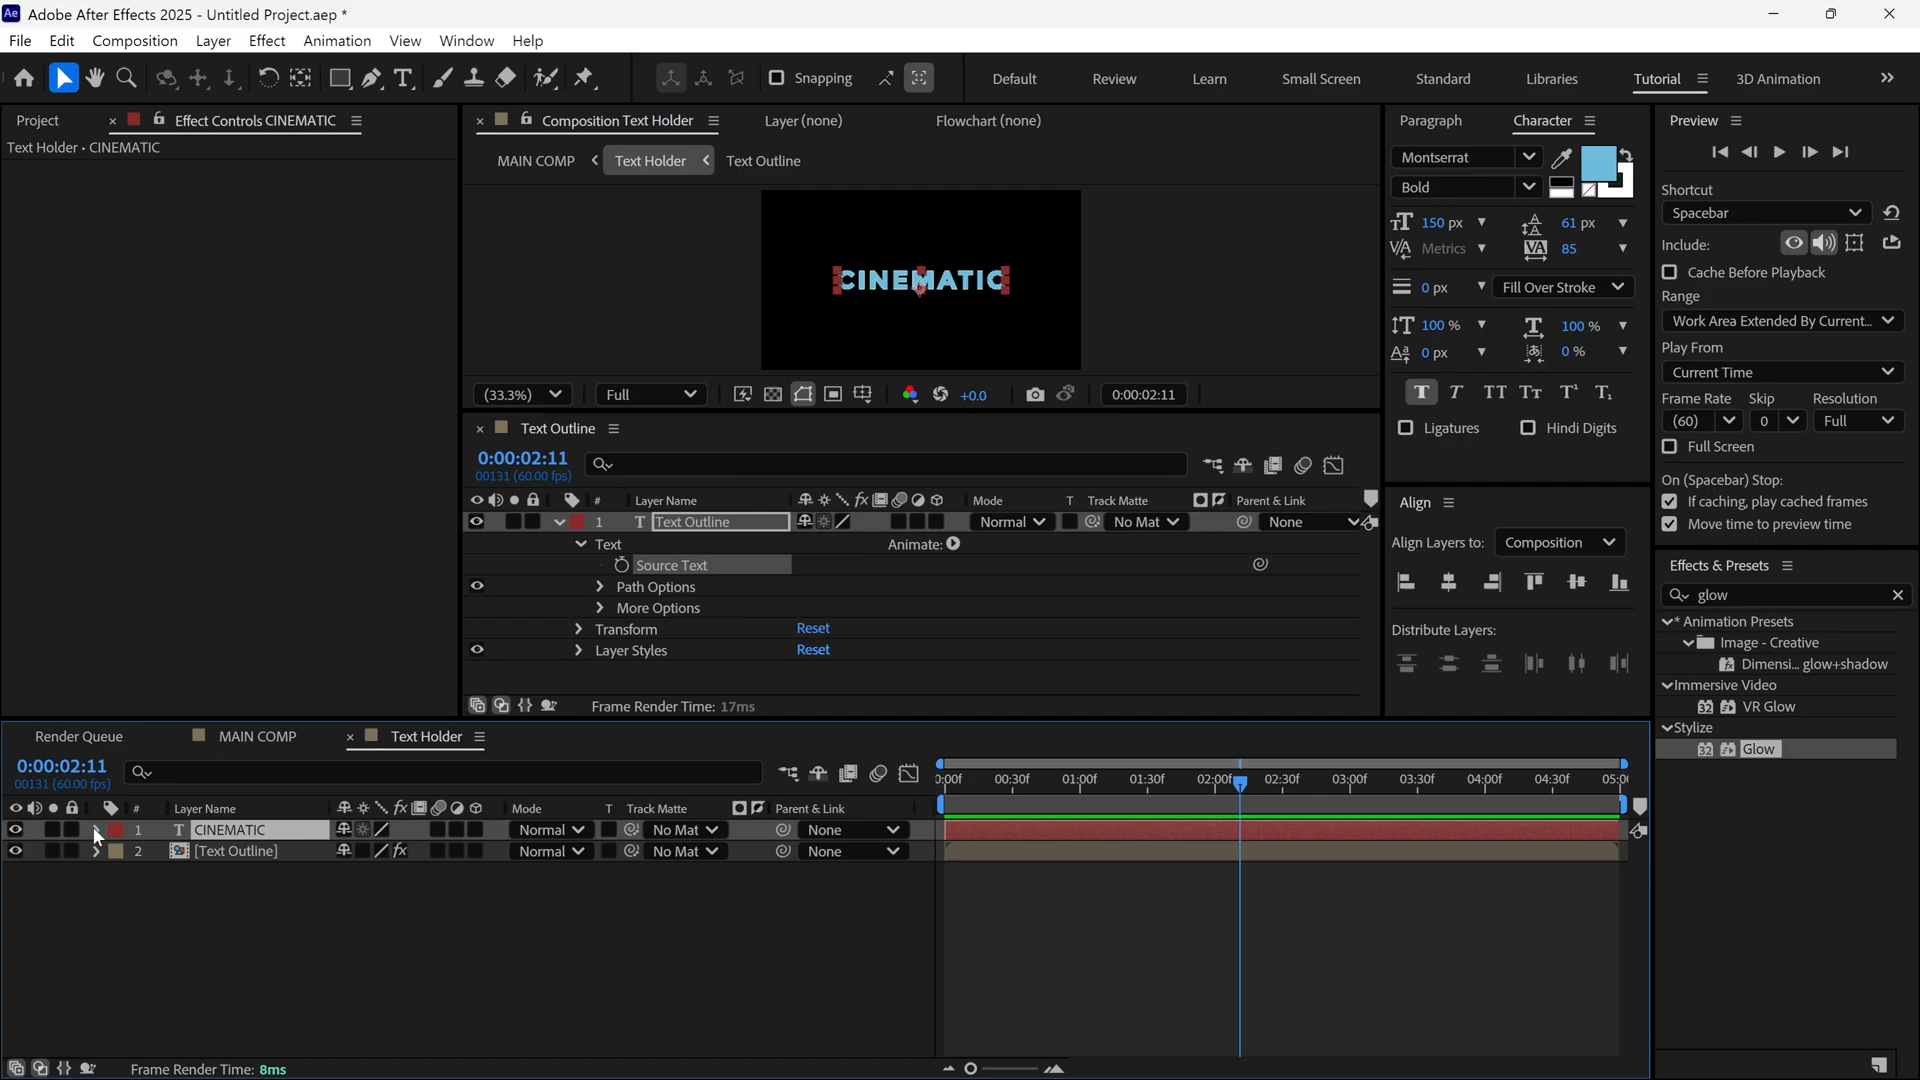 Adobe After Effects 2025 - Untitled Project.aep *
File Edit Composition Layer Effect Animation View Window Help
Snapping Default Review Learn Small Screen Standard Libraries Tutorial 3D Animation
Project Effect Controls CINEMATIC
Text Holder • CINEMATIC
Composition Text Holder Layer (none) Flowchart (none)
MAIN COMP Text Holder Text Outline
CINEMATIC
(33.3%) Full +0.0 0:00:02:11
Text Outline
0:00:02:11
00131 (60.00 fps)
# Layer Name Mode T Track Matte Parent & Link
1 T Text Outline Normal No Mat None
Text Animate:
Source Text
Path Options
More Options
Transform Reset
Layer Styles Reset
Frame Render Time: 17ms
Paragraph Character
Montserrat
Bold
150 px 61 px
Metrics 85
0 px Fill Over Stroke
100 % 100 %
0 px 0 %
Ligatures Hindi Digits
Align
Align Layers to: Composition
Distribute Layers:
Preview
Shortcut
Spacebar
Include:
Cache Before Playback
Range
Work Area Extended By Current...
Play From
Current Time
Frame Rate Skip Resolution
(60) 0 Full
Full Screen
On (Spacebar) Stop:
If caching, play cached frames
Move time to preview time
Effects & Presets
glow
* Animation Presets
Image - Creative
Dimensi... glow+shadow
Immersive Video
VR Glow
Stylize
Glow
Render Queue MAIN COMP Text Holder
0:00:02:11
00131 (60.00 fps)
0:00f 00:30f 01:00f 01:30f 02:00f 02:30f 03:00f 03:30f 04:00f 04:30f 05:00f
# Layer Name Mode T Track Matte Parent & Link
1 T CINEMATIC Normal No Mat None
2 [Text Outline] Normal No Mat None
Frame Render Time: 8ms